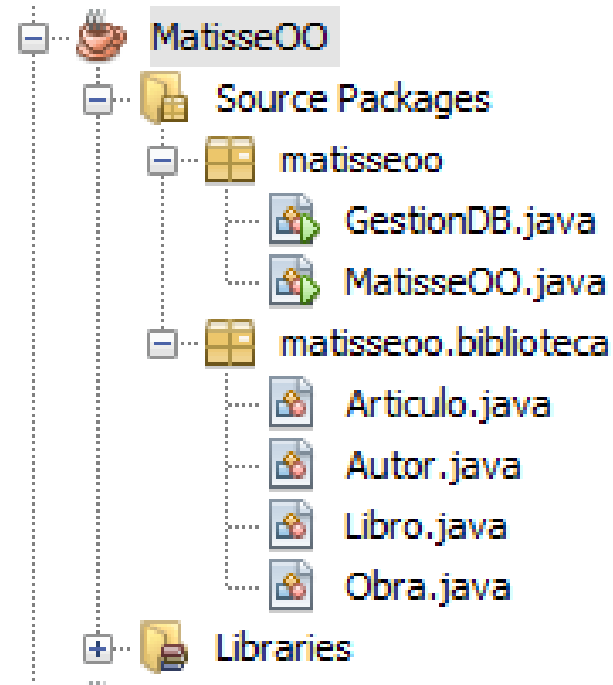 MatisseOO
Source Packages
matisseoo
GestionDB.java
MatisseOO.java
matisseoo.biblioteca
Articulo.java
Autor.java
Libro.java
Obra.java
Libraries